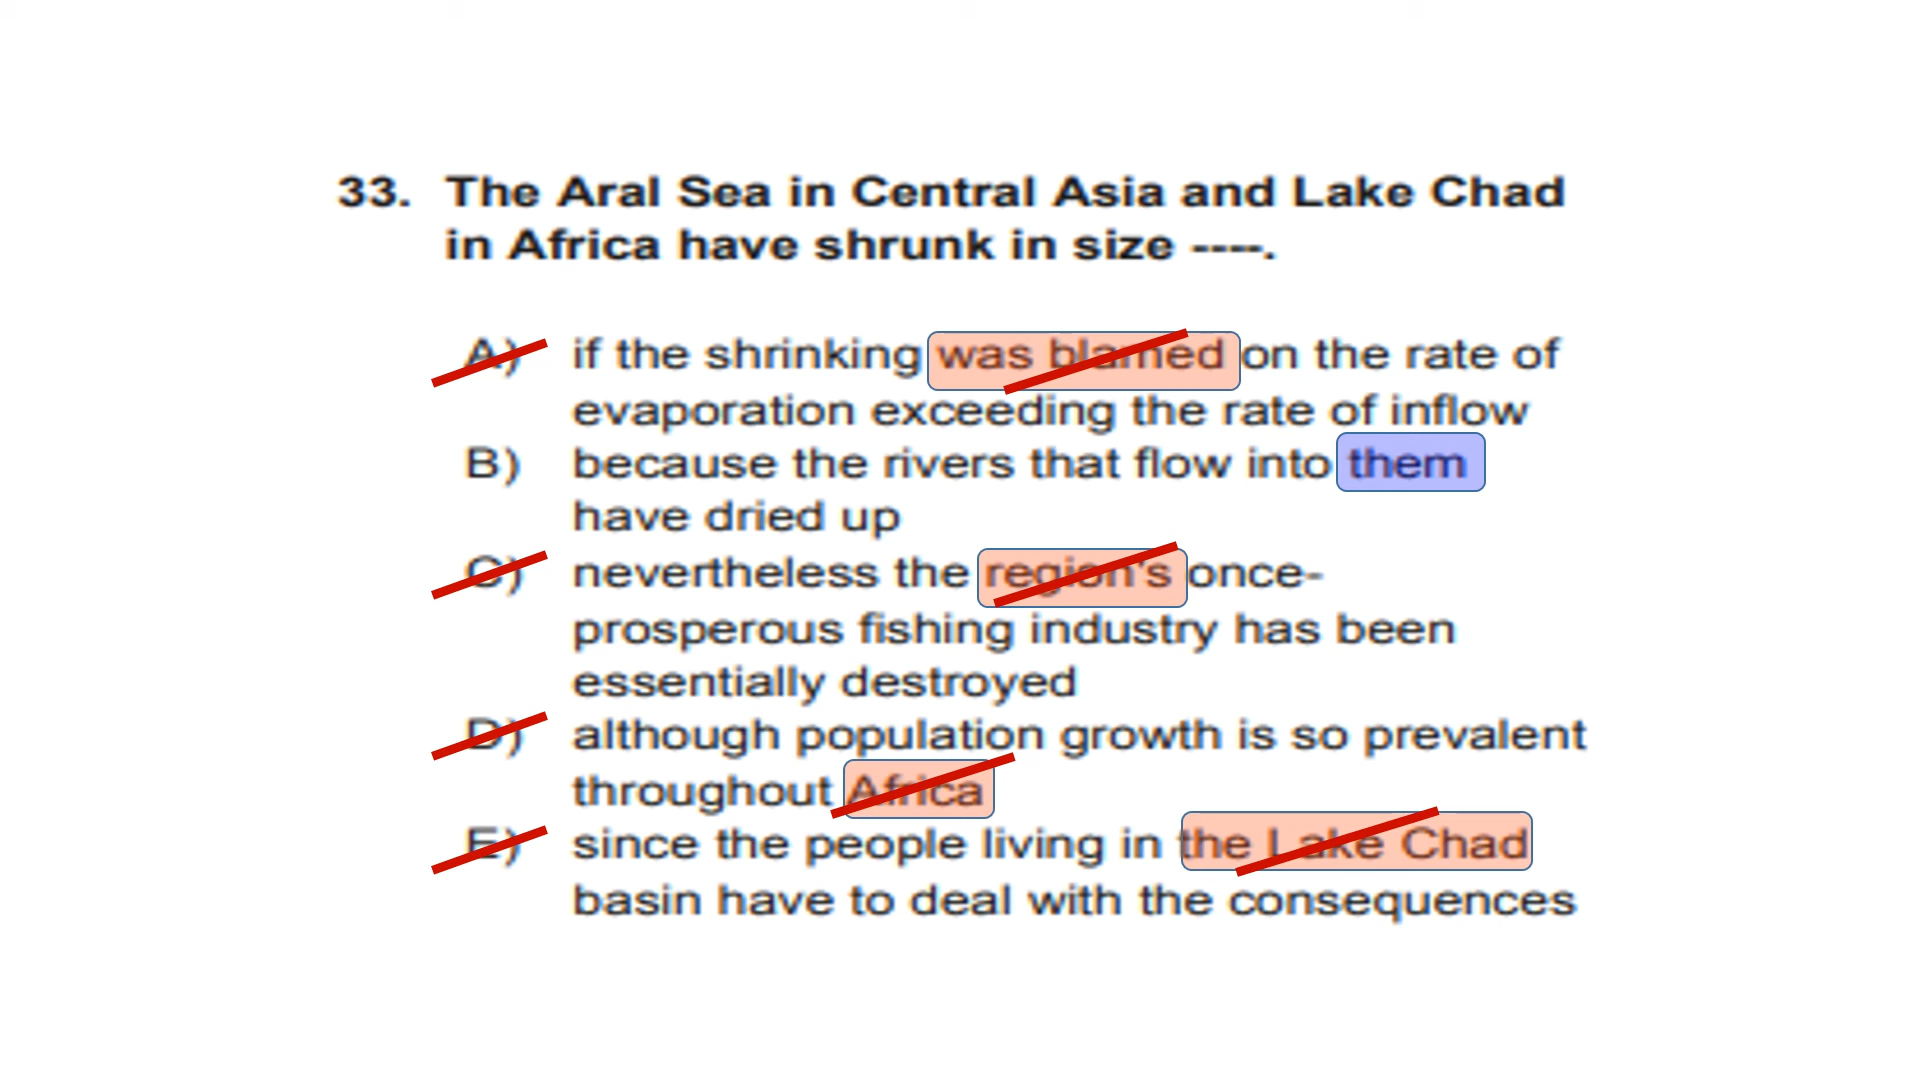 33. The Aral Sea in Central Asia and Lake Chad
in Africa have shrunk in size ----.
A) if the shrinking was blamed on the rate of
evaporation exceeding the rate of inflow
B) because the rivers that flow into them
have dried up
C) nevertheless the region's once-
prosperous fishing industry has been
essentially destroyed
D) although population growth is so prevalent
throughout Africa
E) since the people living in the Lake Chad
basin have to deal with the consequences